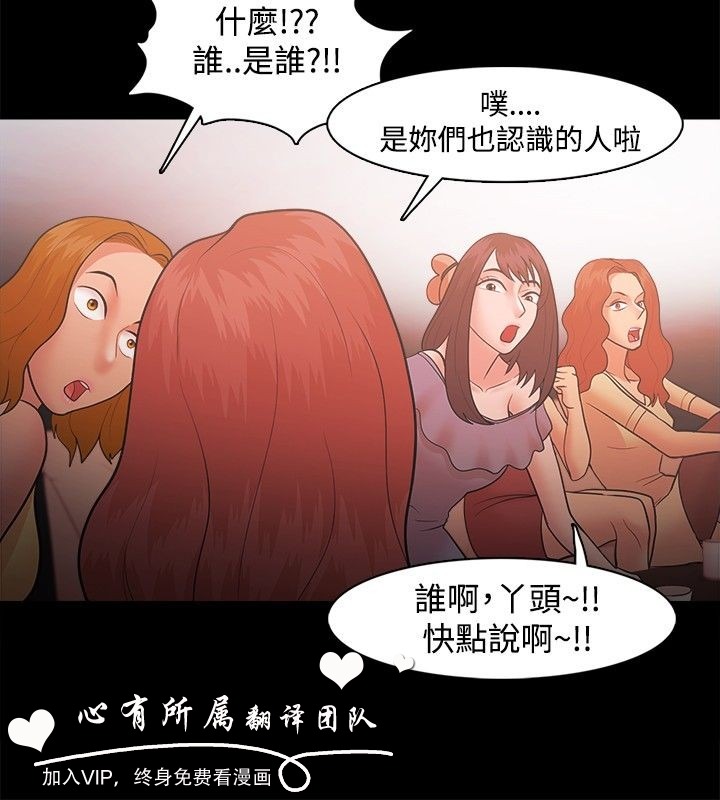 什麼!??
誰..是誰?!!
噗....
是妳們也認識的人啦
誰啊，丫頭~!!
快點說啊~!!
心有所属翻译团队
加入VIP，终身免费看漫画